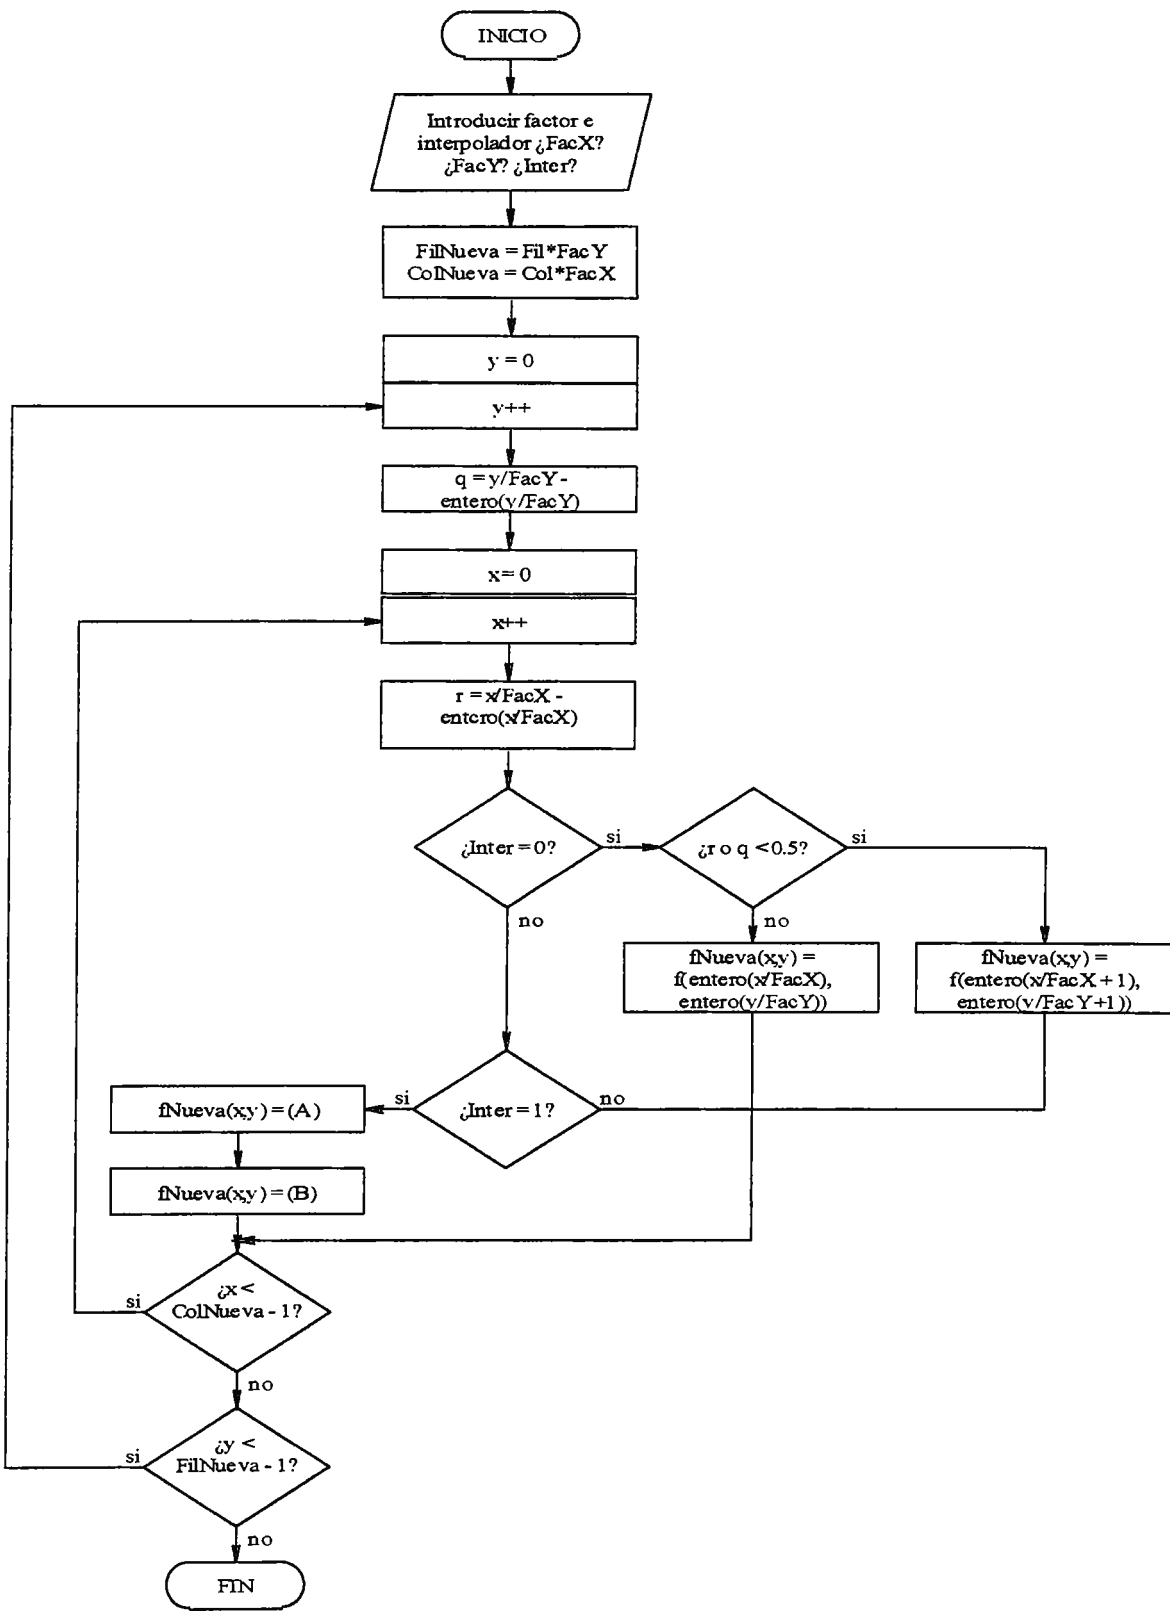 INICIO
Introducir factor e
interpolador ¿FacX?
¿FacY? ¿Inter?
FilNueva = Fil*FacY
ColNueva = Col*FacX
y = 0
y++
q = y/FacY -
entero(y/FacY)
x= 0
x++
r = x/FacX -
entero(x/FacX)
¿Inter = 0?
si
¿r o q <0.5?
si
no
no
fNueva(x,y) =
f(entero(x/FacX),
entero(y/FacY))
fNueva(x,y) =
f(entero(x/FacX + 1),
entero(y/FacY+1))
fNueva(x,y) = (A)
si
¿Inter = 1?
no
fNueva(x,y) = (B)
¿x <
ColNueva - 1?
si
no
¿y <
FilNueva - 1?
si
no
FIN